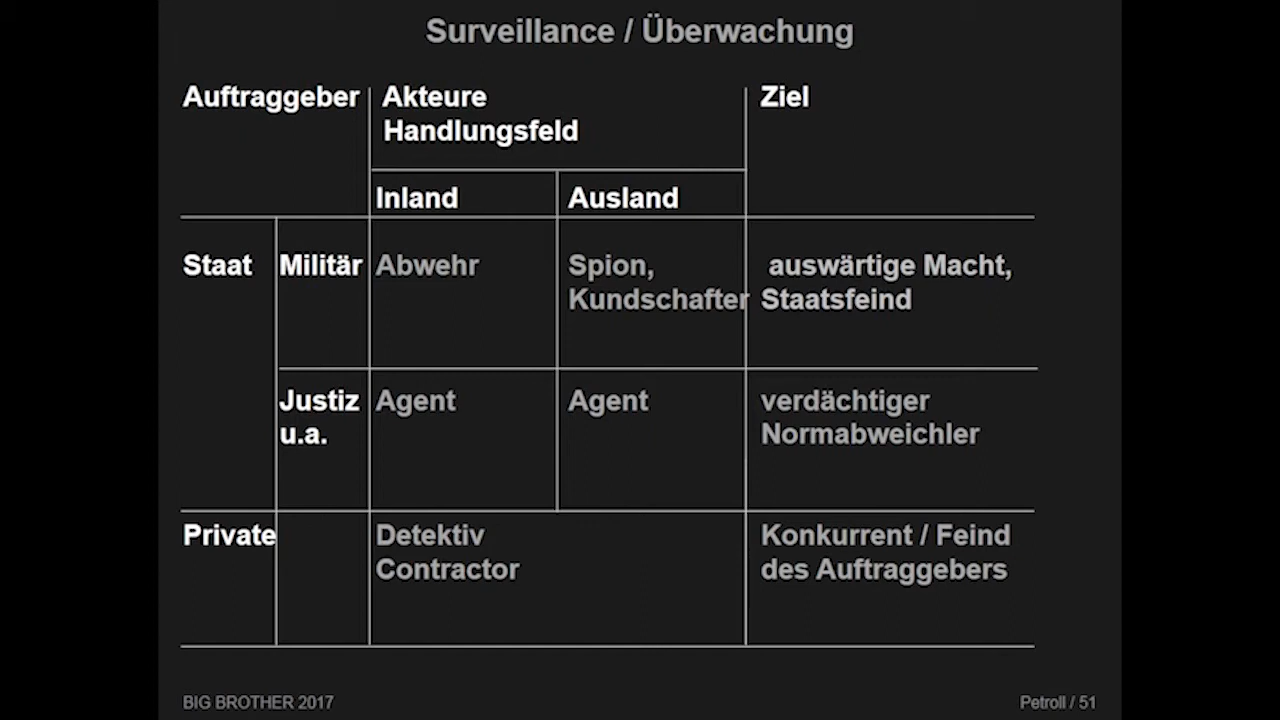 Surveillance / Überwachung
Auftraggeber
Akteure
Handlungsfeld
Ziel
Inland
Ausland
Staat
Militär
Abwehr
Spion,
Kundschafter
auswärtige Macht,
Staatsfeind
Justiz
u.a.
Agent
Agent
verdächtiger
Normabweichler
Private
Detektiv
Contractor
Konkurrent / Feind
des Auftraggebers
BIG BROTHER 2017
Petroll / 51